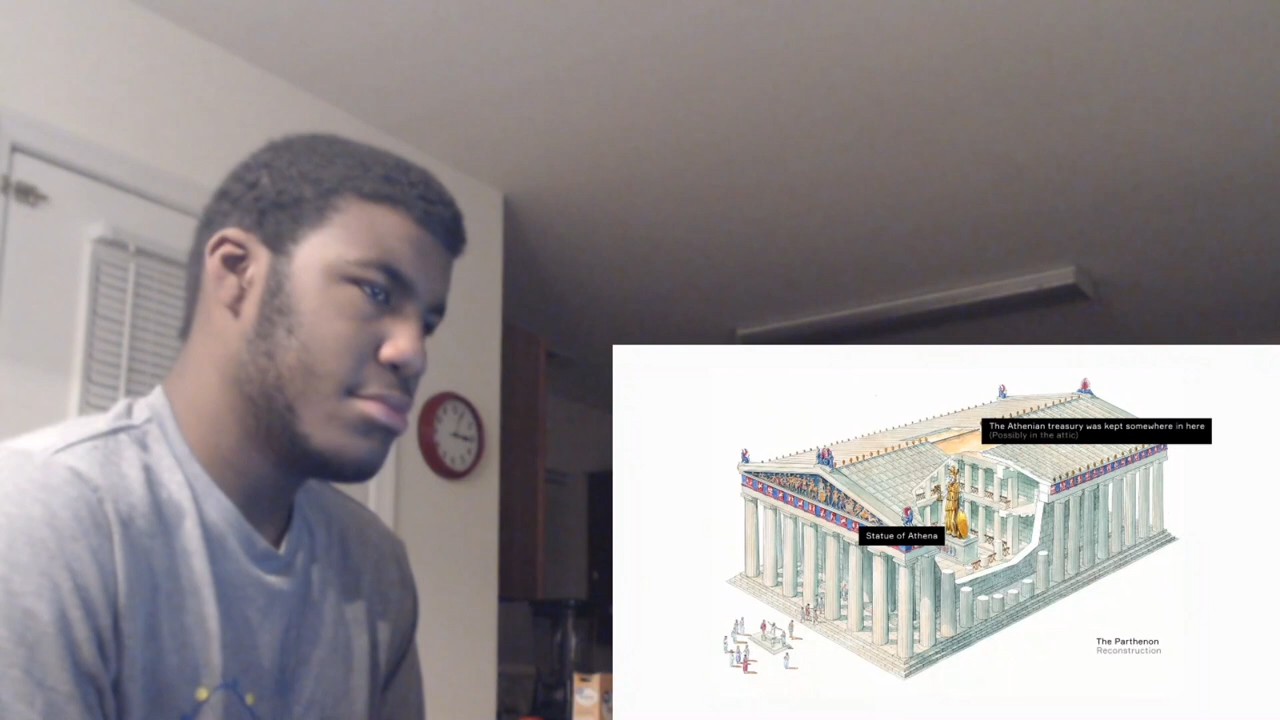 The Athenian treasury was kept somewhere in here
(Possibly in the attic)
Statue of Athena
The Parthenon
Reconstruction